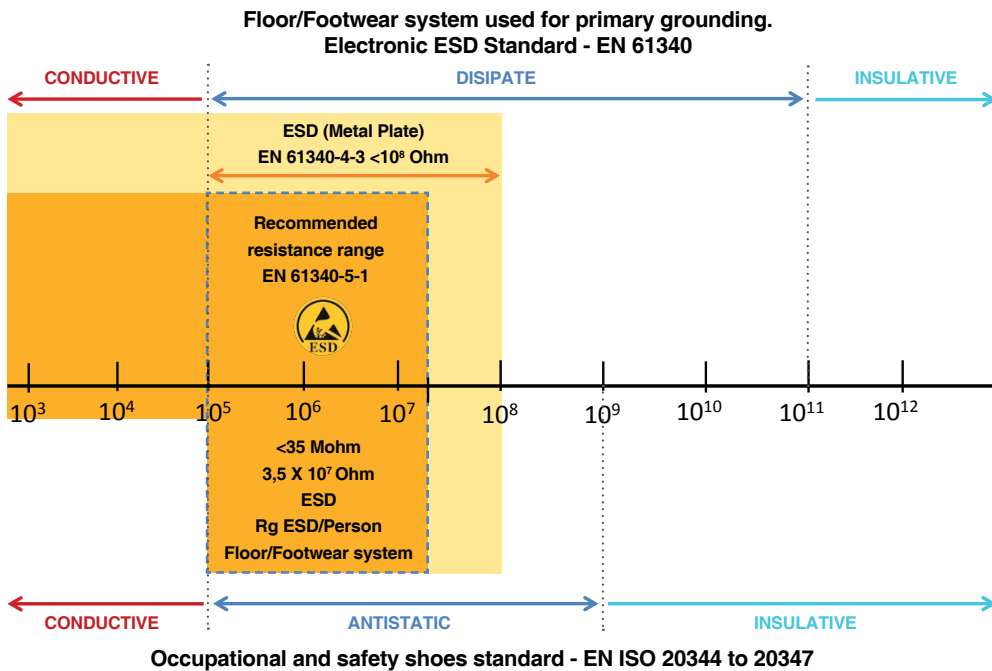 Floor/Footwear system used for primary grounding.
Electronic ESD Standard - EN 61340
CONDUCTIVE DISIPATE INSULATIVE
ESD (Metal Plate)
EN 61340-4-3 <10⁸ Ohm
Recommended
resistance range
EN 61340-5-1
ESD
10³ 10⁴ 10⁵ 10⁶ 10⁷ 10⁸ 10⁹ 10¹⁰ 10¹¹ 10¹²
<35 Mohm
3,5 X 10⁷ Ohm
ESD
Rg ESD/Person
Floor/Footwear system
CONDUCTIVE ANTISTATIC INSULATIVE
Occupational and safety shoes standard - EN ISO 20344 to 20347